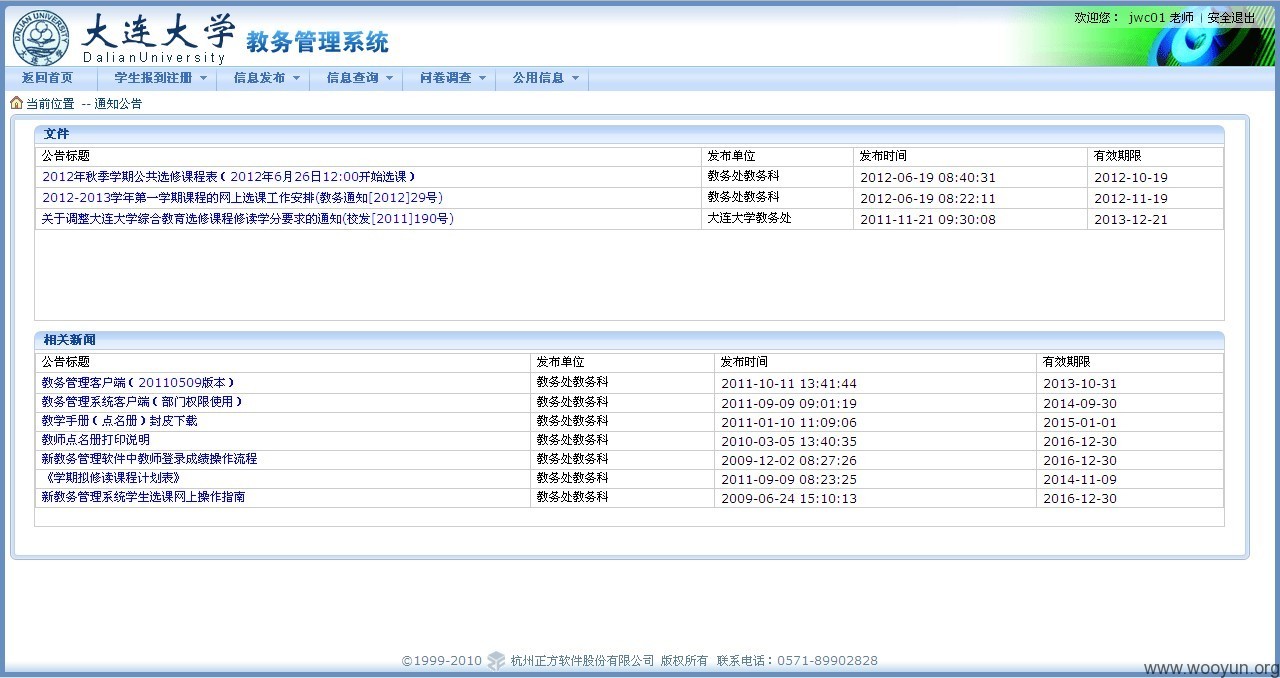 DALIAN UNIVERSITY 大连大学 教务管理系统 欢迎您： jwc01 老师 | 安全退出 |
DalianUniversity
返回首页 学生报到注册 信息发布 信息查询 问卷调查 公用信息
当前位置 -- 通知公告
文件
公告标题 发布单位 发布时间 有效期限
2012年秋季学期公共选修课程表（2012年6月26日12:00开始选课） 教务处教务科 2012-06-19 08:40:31 2012-10-19
2012-2013学年第一学期课程的网上选课工作安排(教务通知[2012]29号) 教务处教务科 2012-06-19 08:22:11 2012-11-19
关于调整大连大学综合教育选修课程修读学分要求的通知(校发[2011]190号) 大连大学教务处 2011-11-21 09:30:08 2013-12-21
相关新闻
公告标题 发布单位 发布时间 有效期限
教务管理客户端（20110509版本） 教务处教务科 2011-10-11 13:41:44 2013-10-31
教务管理系统客户端（部门权限使用） 教务处教务科 2011-09-09 09:01:19 2014-09-30
教学手册（点名册）封皮下载 教务处教务科 2011-01-10 11:09:06 2015-01-01
教师点名册打印说明 教务处教务科 2010-03-05 13:40:35 2016-12-30
新教务管理软件中教师登录成绩操作流程 教务处教务科 2009-12-02 08:27:26 2016-12-30
《学期拟修读课程计划表》 教务处教务科 2011-09-09 08:23:25 2014-11-09
新教务管理系统学生选课网上操作指南 教务处教务科 2009-06-24 15:10:13 2016-12-30
©1999-2010 杭州正方软件股份有限公司 版权所有 联系电话：0571-89902828
www.wooyun.org